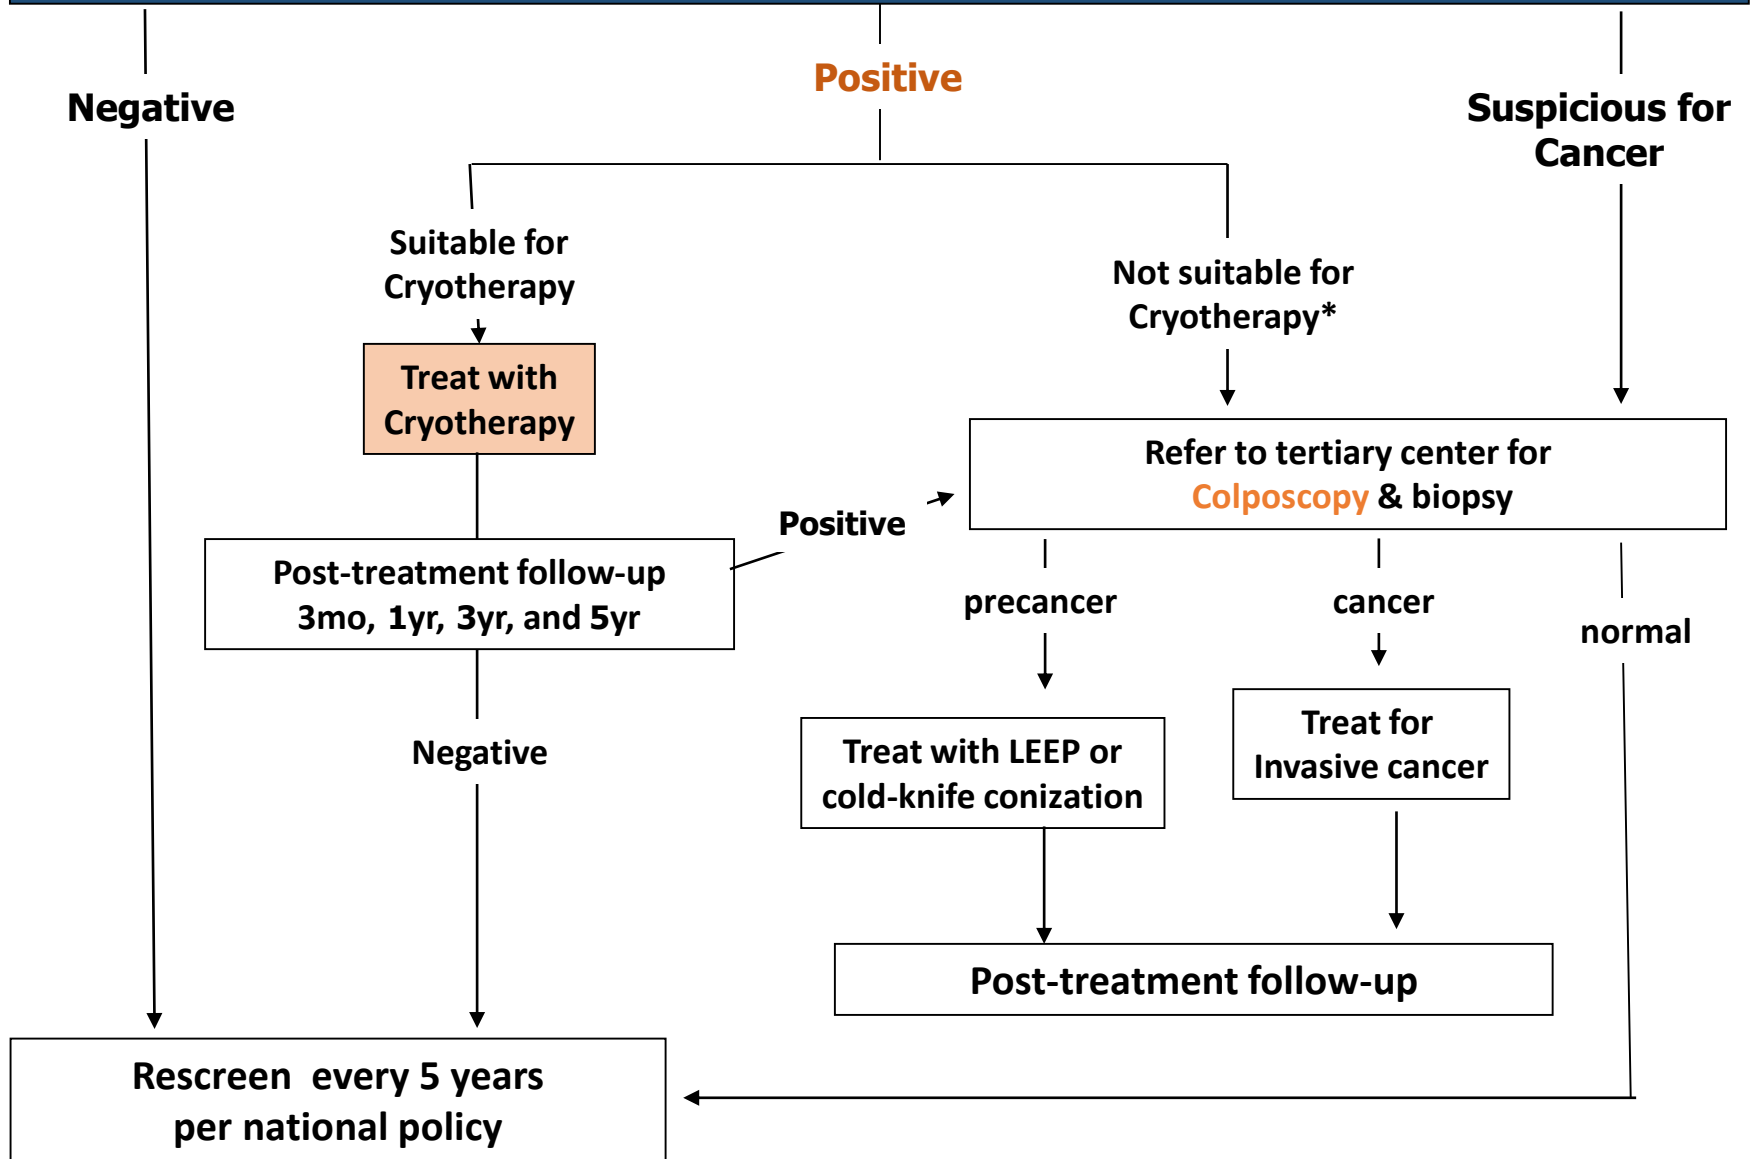 Positive
Negative
Suspicious for
Cancer
Suitable for
Cryotherapy
Not suitable for
Cryotherapy*
Treat with
Cryotherapy
Refer to tertiary center for
Colposcopy & biopsy
Positive
Post-treatment follow-up
3mo, 1yr, 3yr, and 5yr
precancer
cancer
normal
Negative
Treat with LEEP or
cold-knife conization
Treat for
Invasive cancer
Post-treatment follow-up
Rescreen every 5 years
per national policy